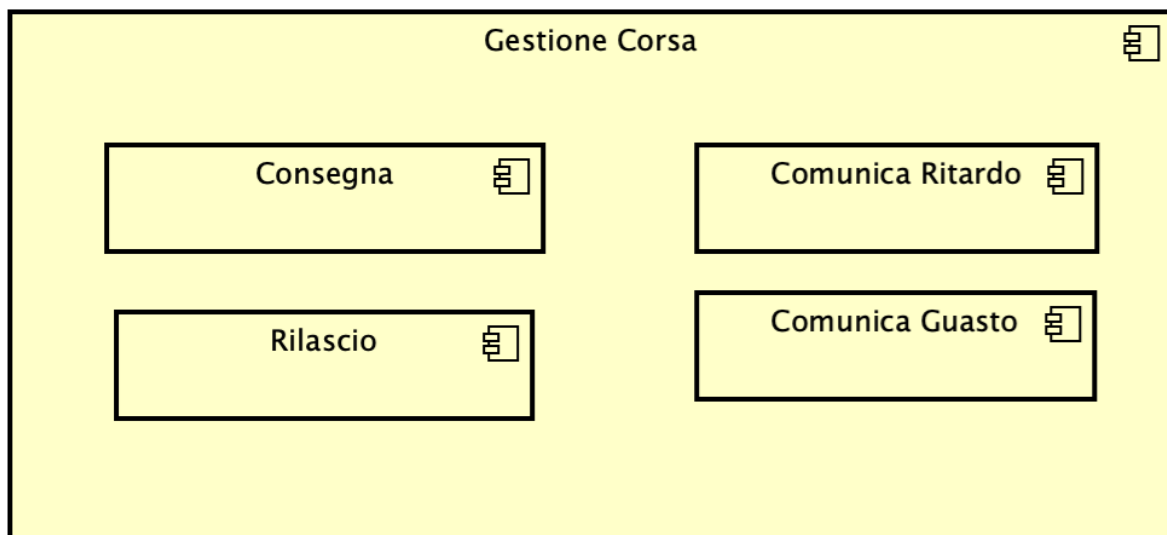 Gestione Corsa
Consegna
Comunica Ritardo
Rilascio
Comunica Guasto